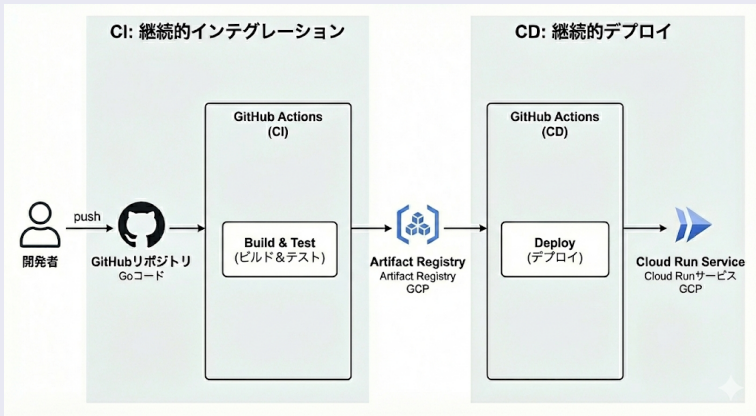 CI: 継続的インテグレーション
CD: 継続的デプロイ
GitHub Actions
(CI)
GitHub Actions
(CD)
push
開発者
GitHubリポジトリ
Goコード
Build & Test
(ビルド＆テスト)
Artifact Registry
Artifact Registry
GCP
Deploy
(デプロイ)
Cloud Run Service
Cloud Runサービス
GCP